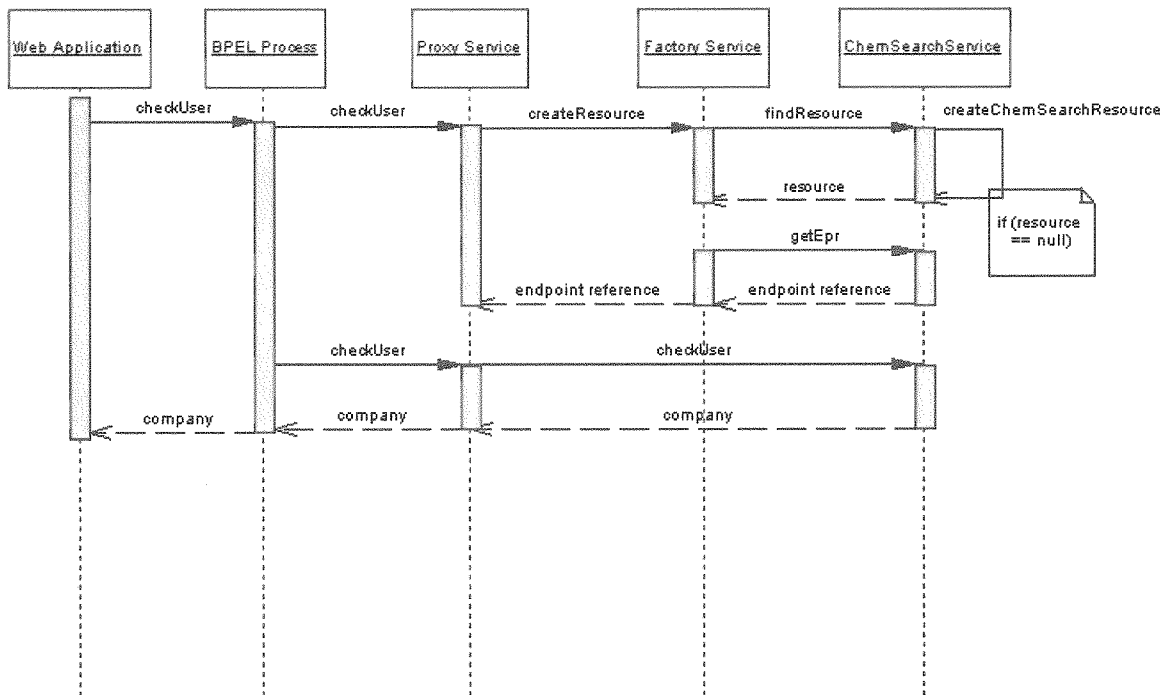 Web Application
BPEL Process
Proxy Service
Factory Service
ChemSearchService
checkUser
checkUser
createResource
findResource
createChemSearchResource
resource
if (resource
== null)
getEpr
endpoint reference
endpoint reference
checkUser
checkUser
company
company
company